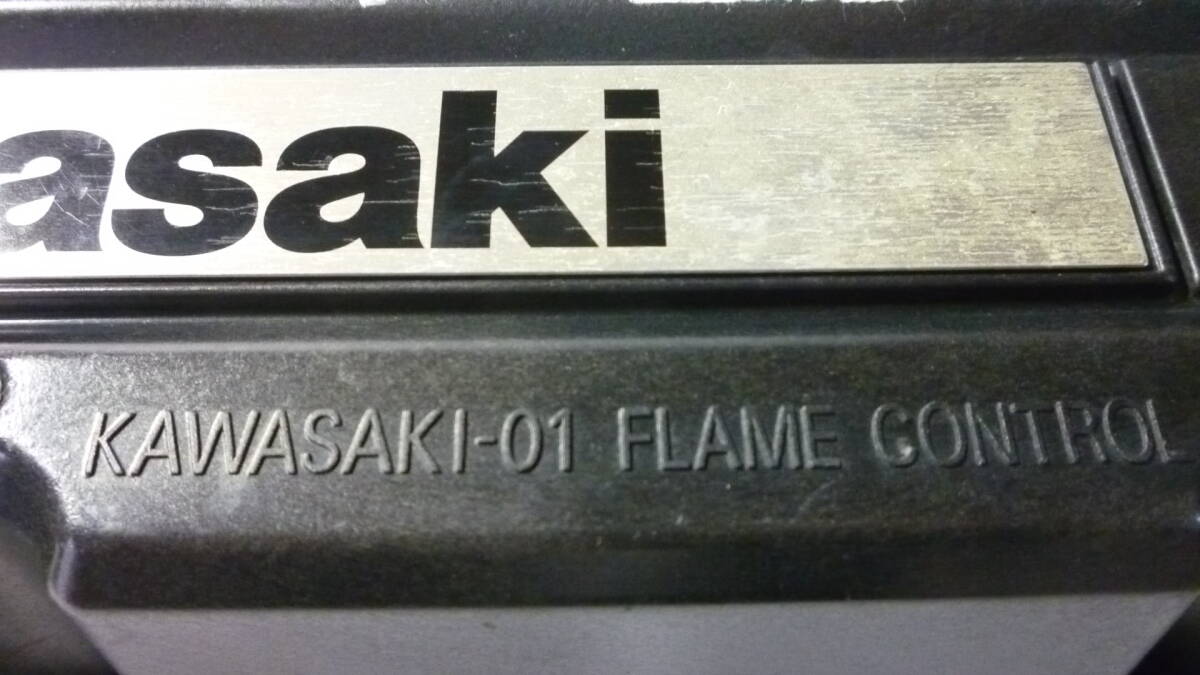 asaki
KAWASAKI-01 FLAME CONTROL